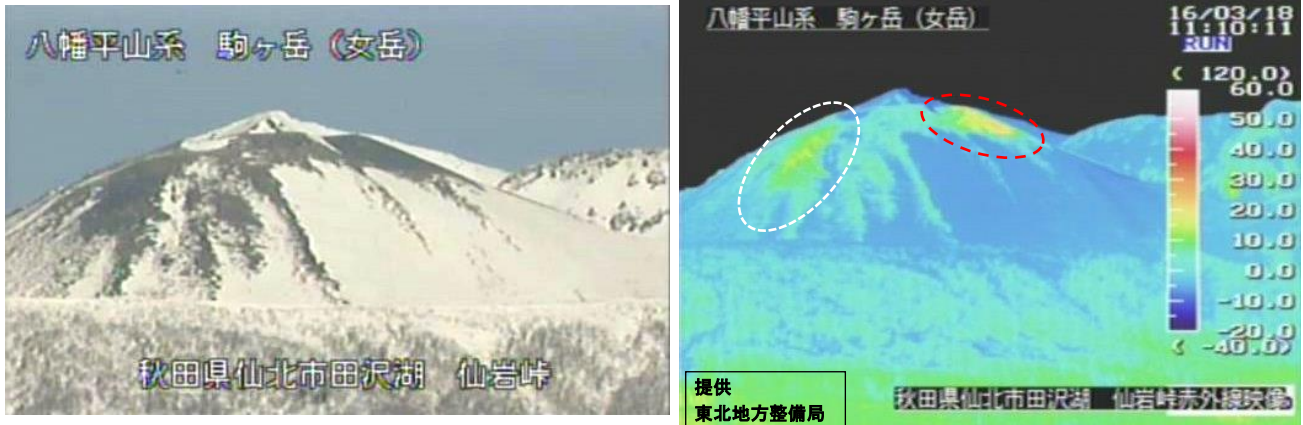 八幡平山系 駒ヶ岳（女岳）
秋田県仙北市田沢湖 仙岩峠
八幡平山系 駒ヶ岳（女岳）
16/03/18
11:10:11
RUN
< 120.0>
60.0
50.0
40.0
30.0
20.0
10.0
0.0
-10.0
-20.0
< -40.0>
提供
東北地方整備局
秋田県仙北市田沢湖 仙岩峠赤外線映像